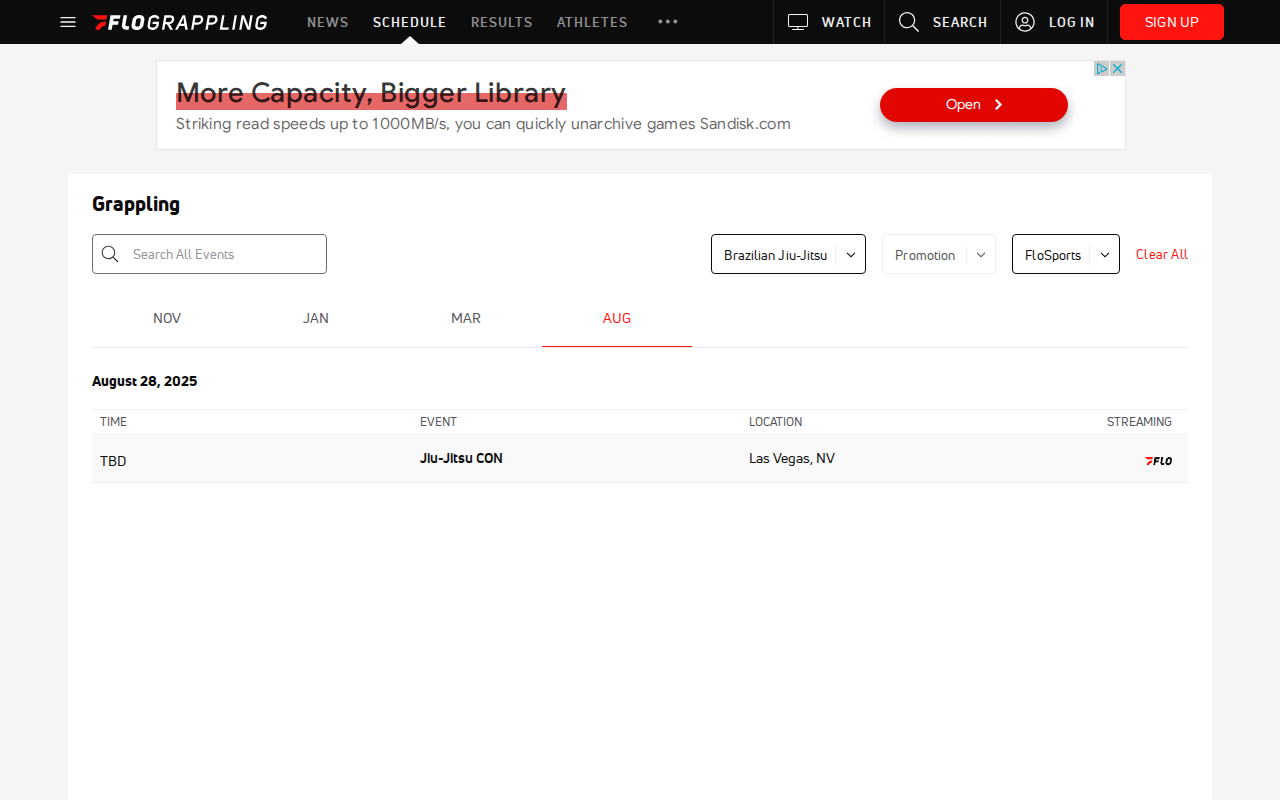 FLOGRAPPLING NEWS SCHEDULE RESULTS ATHLETES WATCH SEARCH LOG IN SIGN UP
More Capacity, Bigger Library
Striking read speeds up to 1000MB/s, you can quickly unarchive games Sandisk.com
Open
Grappling
Search All Events Brazilian Jiu-Jitsu Promotion FloSports Clear All
NOV JAN MAR AUG
August 28, 2025
TIME EVENT LOCATION STREAMING
TBD Jiu-Jitsu CON Las Vegas, NV FLO